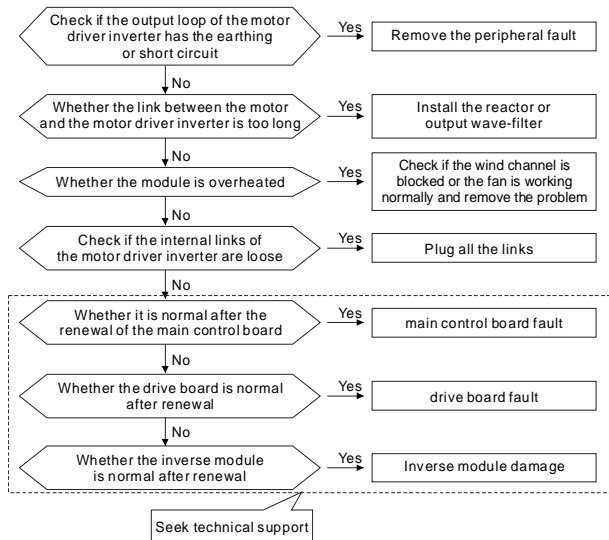 Check if the output loop of the motor
driver inverter has the earthing
or short circuit
Yes
Remove the peripheral fault
No
Whether the link between the motor
and the motor driver inverter is too long
Yes
Install the reactor or
output wave-filter
No
Whether the module is overheated
Yes
Check if the wind channel is
blocked or the fan is working
normally and remove the problem
No
Check if the internal links of
the motor driver inverter are loose
Yes
Plug all the links
No
Whether it is normal after the
renewal of the main control board
Yes
main control board fault
No
Whether the drive board is normal
after renewal
Yes
drive board fault
No
Whether the inverse module
is normal after renewal
Yes
Inverse module damage
Seek technical support